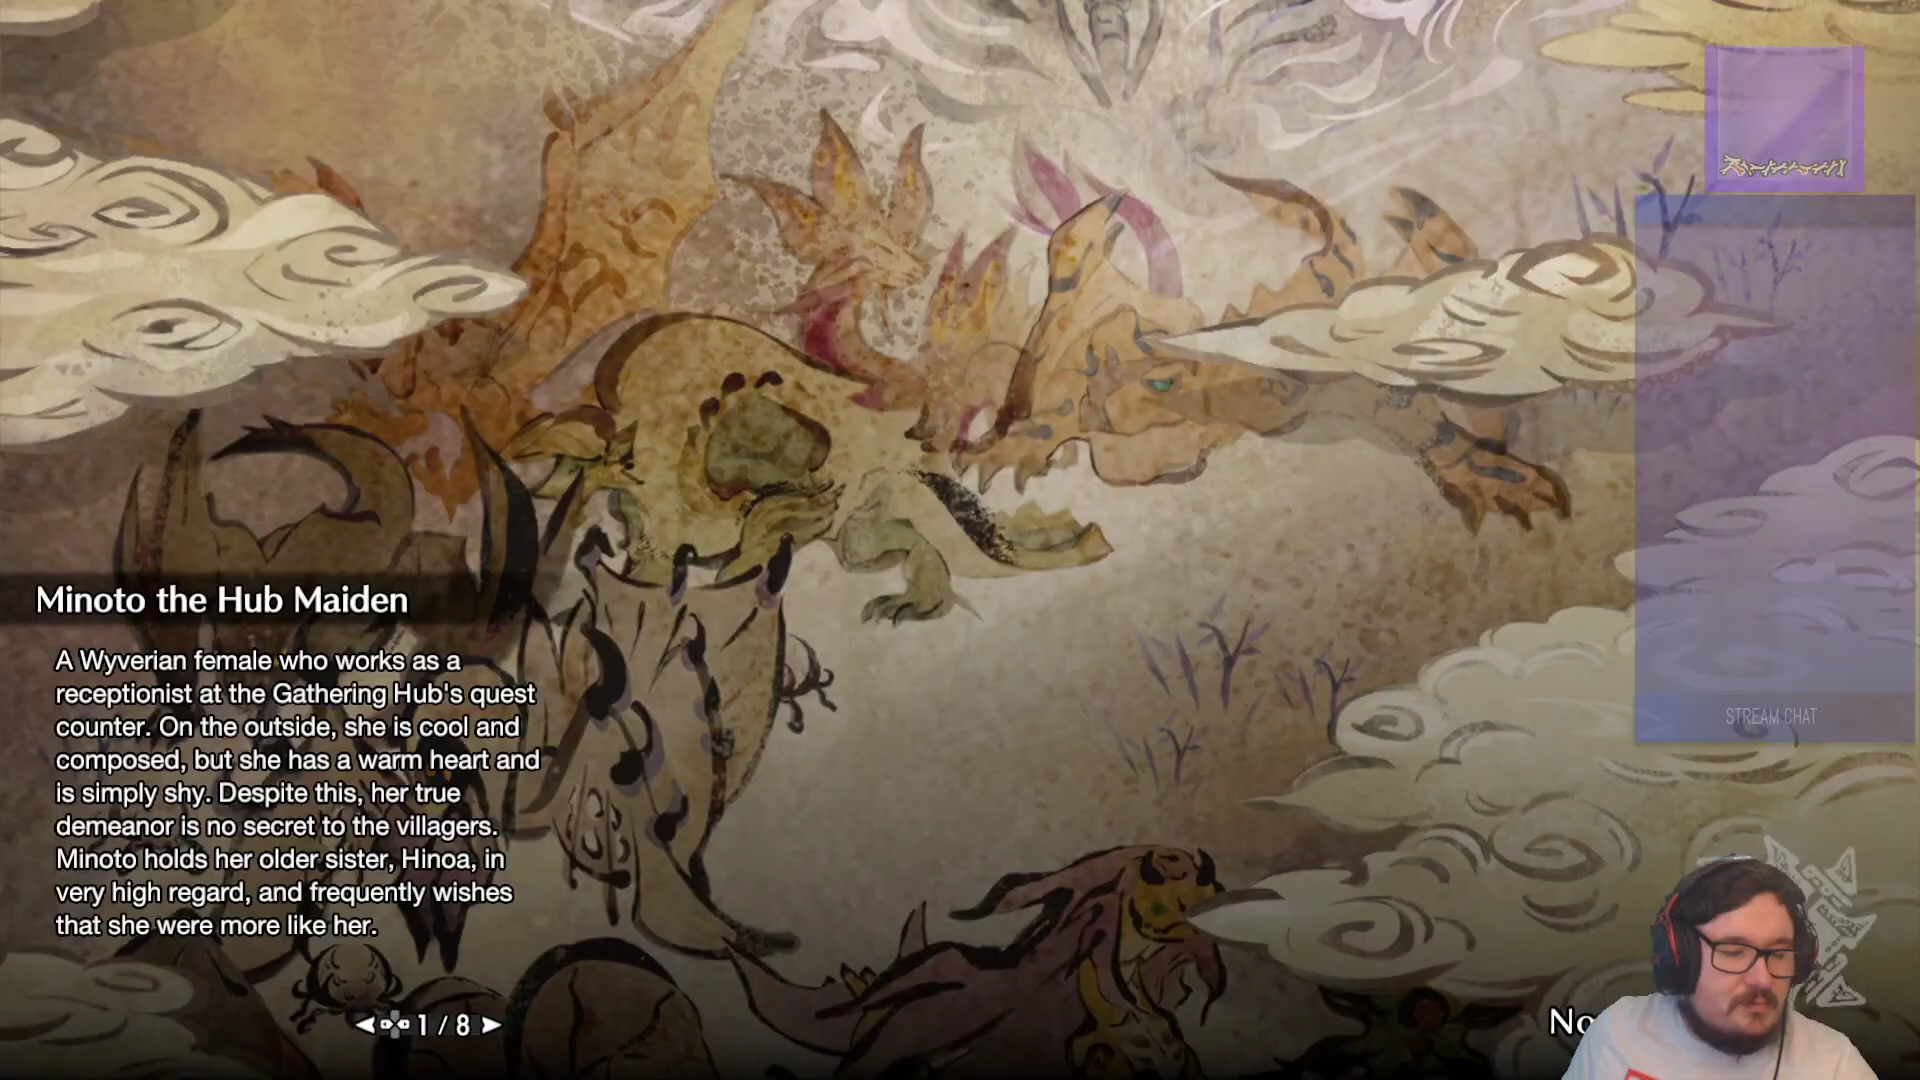 Minoto the Hub Maiden
A Wyverian female who works as a
receptionist at the Gathering Hub's quest
counter. On the outside, she is cool and
composed, but she has a warm heart and
is simply shy. Despite this, her true
demeanor is no secret to the villagers.
Minoto holds her older sister, Hinoa, in
very high regard, and frequently wishes
that she were more like her.
1 / 8
STREAM CHAT